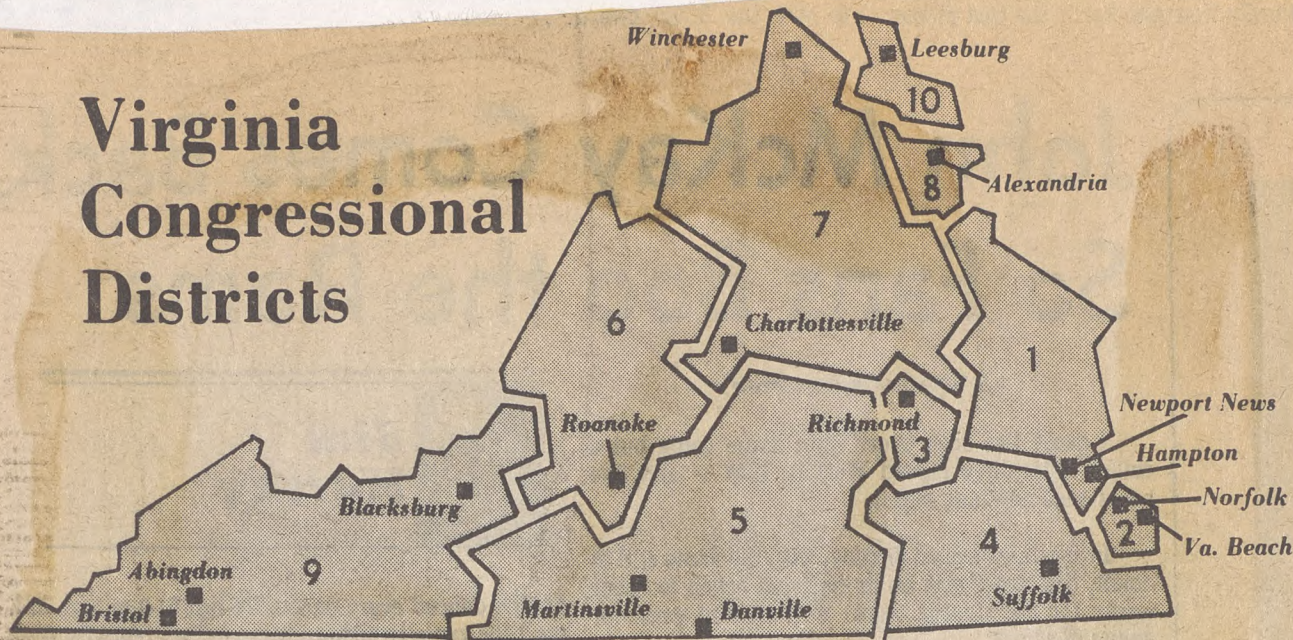 Virginia
Congressional
Districts
Winchester
Leesburg
10
8
Alexandria
7
6
Charlottesville
1
Newport News
Roanoke
Richmond
3
Hampton
Blacksburg
Norfolk
5
4
2
Va. Beach
Abingdon
9
Bristol
Martinsville
Danville
Suffolk